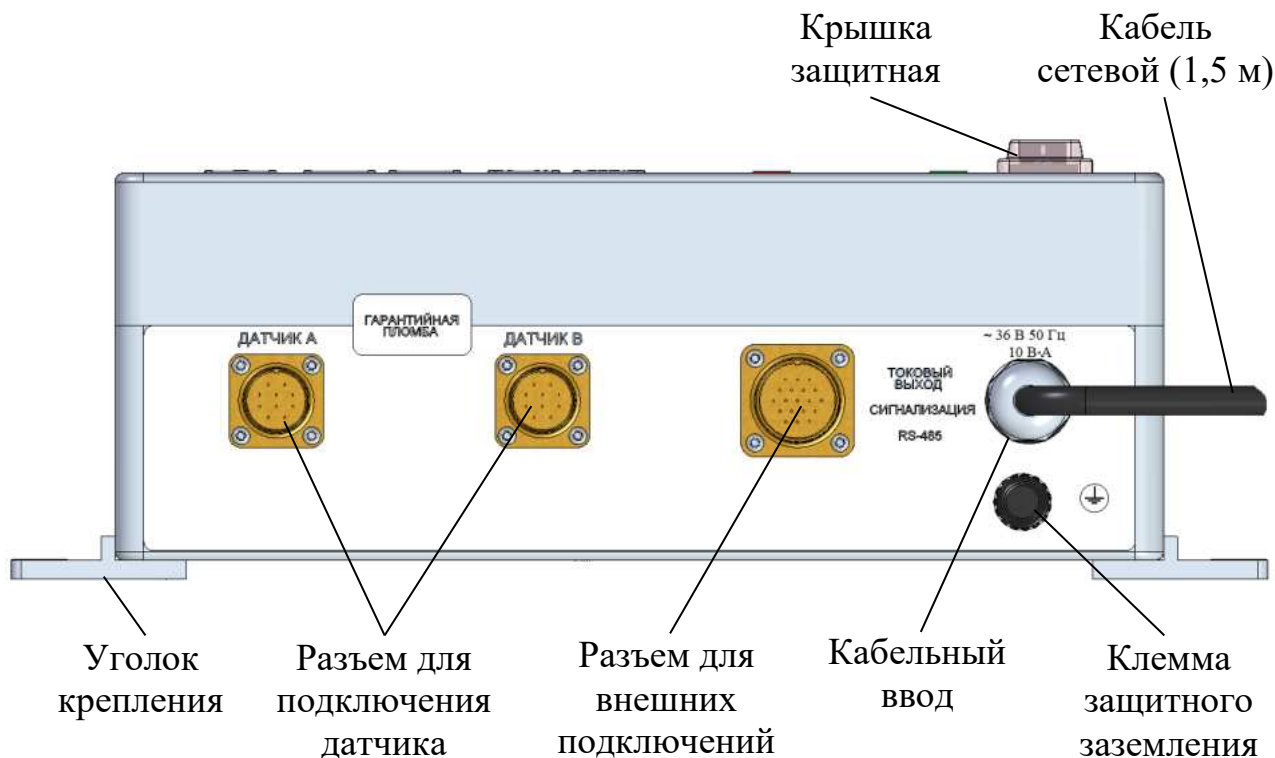 Крышка
защитная
Кабель
сетевой (1,5 м)
ГАРАНТИЙНАЯ
ПЛОМБА
ДАТЧИК А
ДАТЧИК В
~ 36 В 50 Гц
10 В·А
ТОКОВЫЙ
ВЫХОД
СИГНАЛИЗАЦИЯ
RS-485
Уголок
крепления
Разъем для
подключения
датчика
Разъем для
внешних
подключений
Кабельный
ввод
Клемма
защитного
заземления